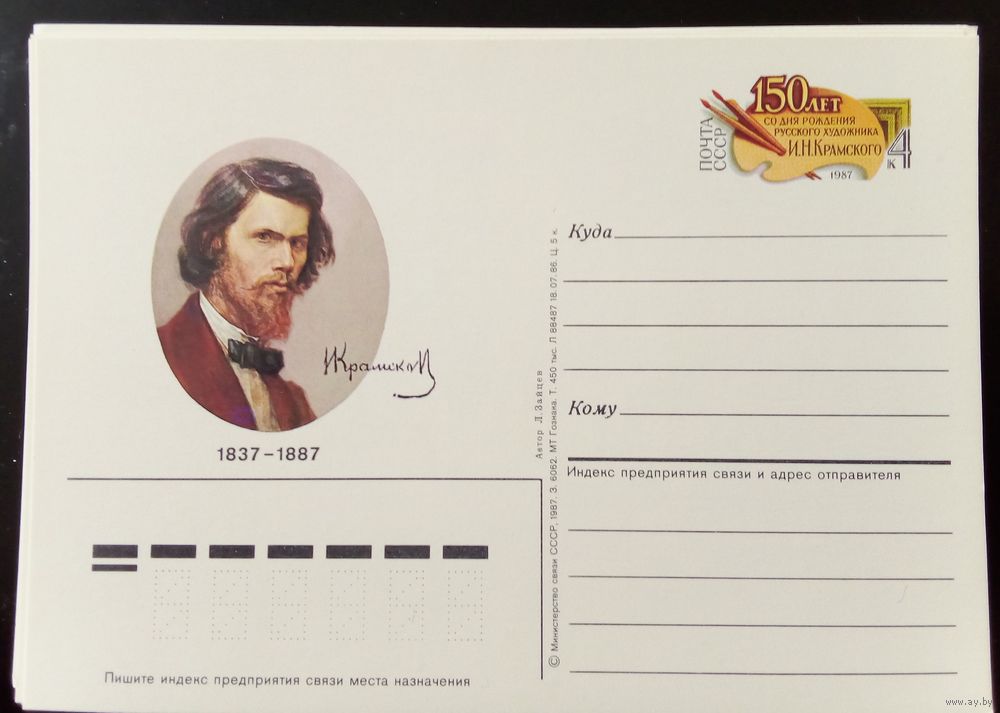 150 ЛЕТ
СО ДНЯ РОЖДЕНИЯ
РУССКОГО ХУДОЖНИКА
И.Н. КРАМСКОГО
1987
ПОЧТА
СССР
4
К
Куда
Кому
Индекс предприятия связи и адрес отправителя
ИКрамской
1837–1887
Автор Л. Зайцев
© Министерство связи СССР, 1987. З. 6062. МТ Гознака. Т. 450 тыс. Л 88487 18.07.86. Ц. 5 к.
Пишите индекс предприятия связи места назначения
www.ay.by